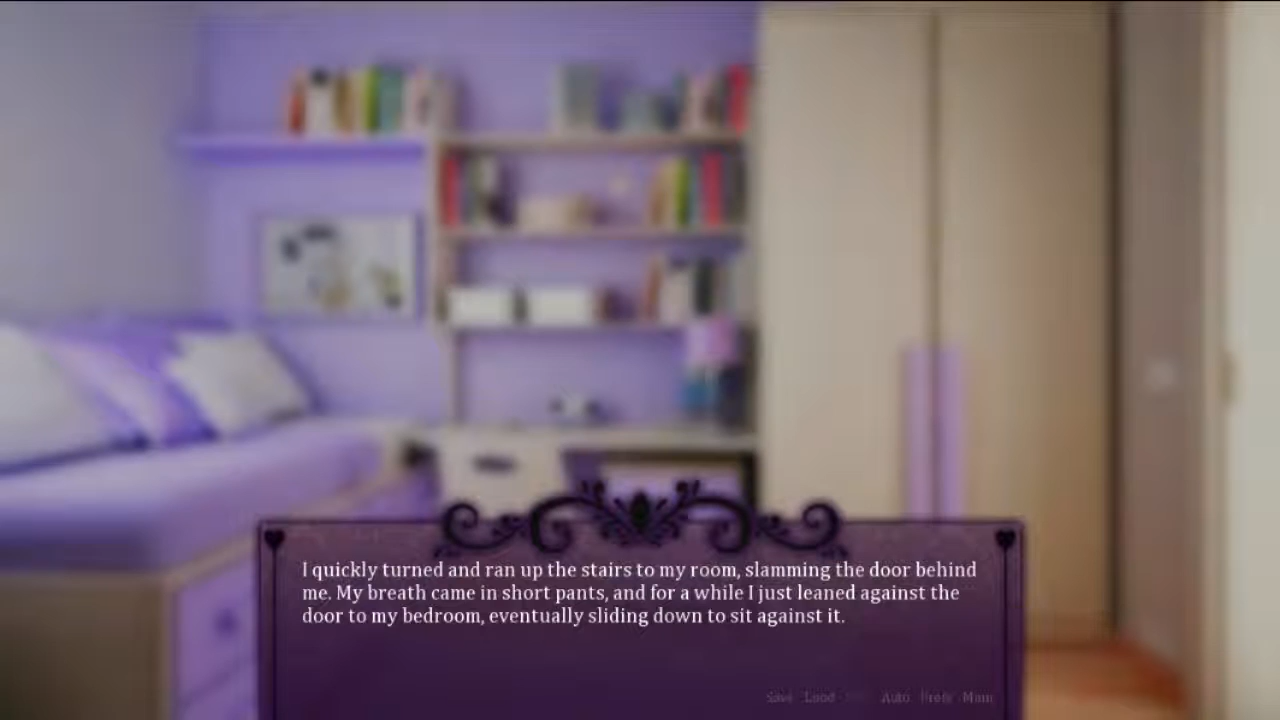 I quickly turned and ran up the stairs to my room, slamming the door behind
me. My breath came in short pants, and for a while I just leaned against the
door to my bedroom, eventually sliding down to sit against it.
Save Load Auto Prefs Main